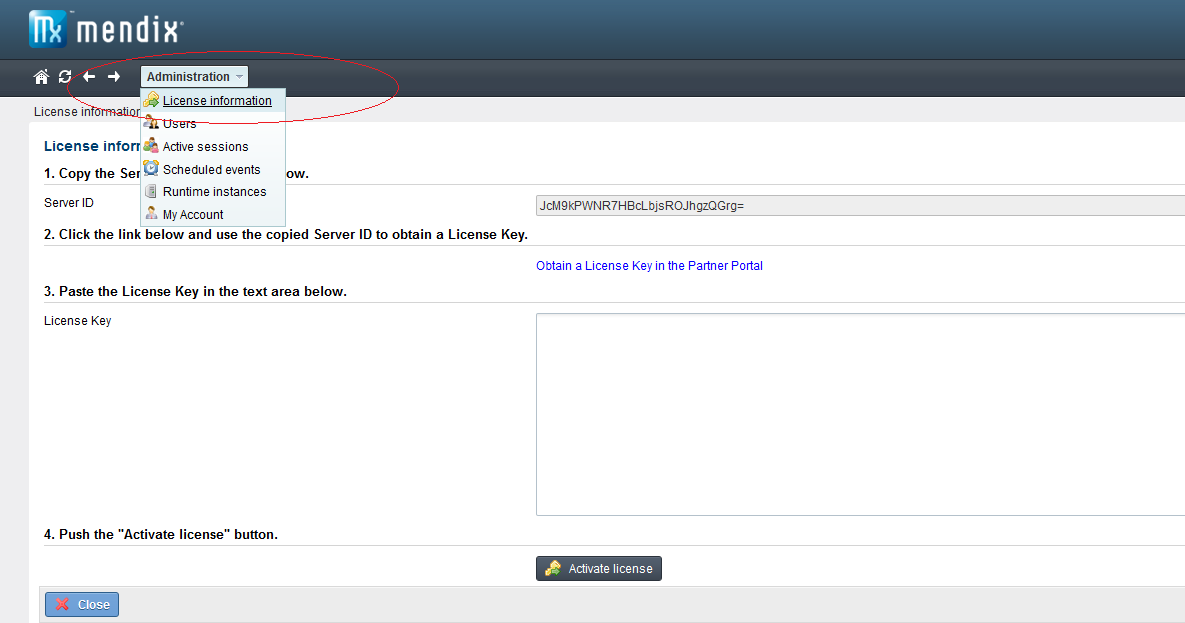 Mx mendix
Administration
License information
License information
Users
License infor
Active sessions
1. Copy the Ser ow.
Scheduled events
Runtime instances
Server ID
JcM9kPWNR7HBcLbjsROJhgzQGrg=
My Account
2. Click the link below and use the copied Server ID to obtain a License Key.
Obtain a License Key in the Partner Portal
3. Paste the License Key in the text area below.
License Key
4. Push the "Activate license" button.
Activate license
Close